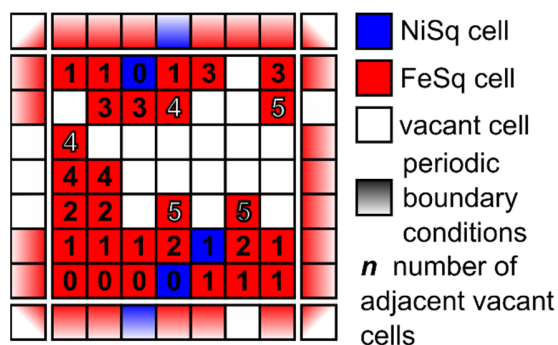 1 1 0 1 3 3
3 3 4 5
4
4 4
2 2 5 5
1 1 1 2 1 2 1
0 0 0 0 1 1 1
NiSq cell
FeSq cell
vacant cell
periodic
boundary
conditions
n number of
adjacent vacant
cells